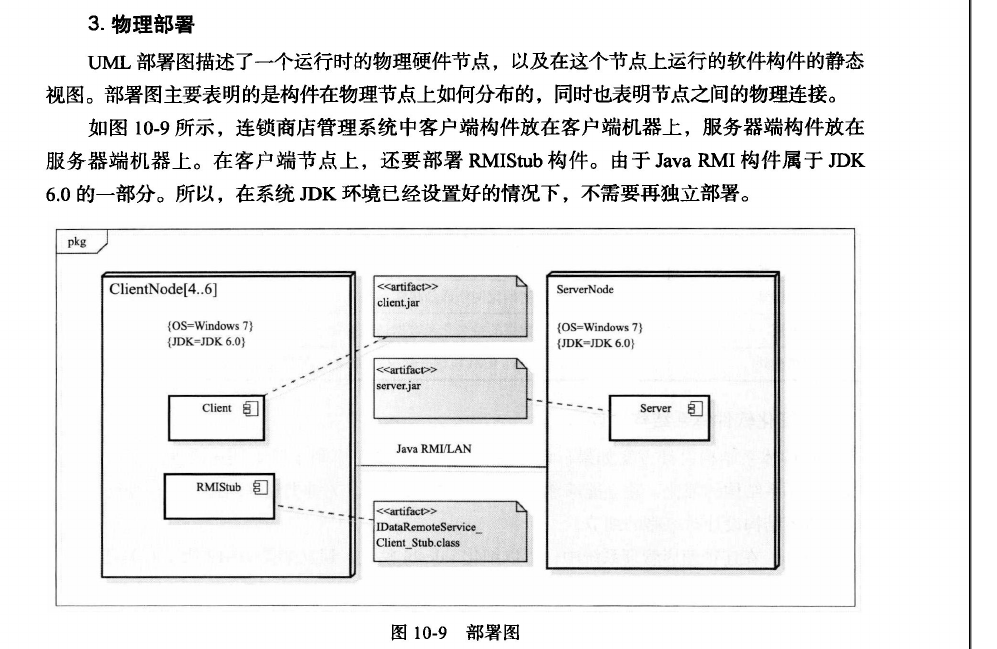 3. 物理部署
UML 部署图描述了一个运行时的物理硬件节点，以及在这个节点上运行的软件构件的静态
视图。部署图主要表明的是构件在物理节点上如何分布的，同时也表明节点之间的物理连接。
如图 10-9 所示，连锁商店管理系统中客户端构件放在客户端机器上，服务器端构件放在
服务器端机器上。在客户端节点上，还要部署 RMIStub 构件。由于 Java RMI 构件属于 JDK
6.0 的一部分。所以，在系统 JDK 环境已经设置好的情况下，不需要再独立部署。
pkg
ClientNode[4..6]
{OS=Windows 7}
{JDK=JDK 6.0}
Client
RMIStub
<<artifact>>
client.jar
<<artifact>>
server.jar
Java RMI/LAN
<<artifact>>
IDataRemoteService_
Client_Stub.class
ServerNode
{OS=Windows 7}
{JDK=JDK 6.0}
Server
图 10-9 部署图